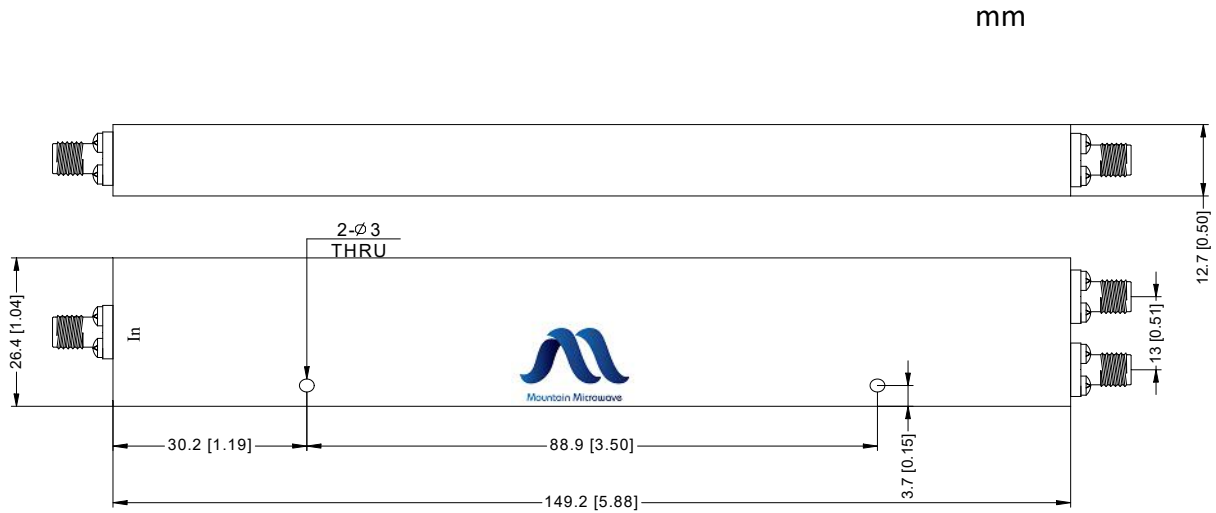 mm
12.7 [0.50]
2-∅3
THRU
26.4 [1.04]
In
13 [0.51]
Mountain Microwave
30.2 [1.19]
88.9 [3.50]
3.7 [0.15]
149.2 [5.88]